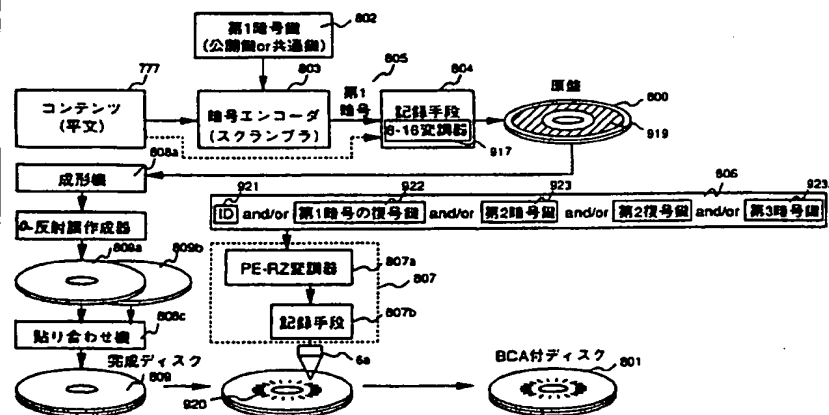 第1暗号鍵
(公開鍵or共通鍵)
802
777
803
第1
暗号
805
804
原盤
800
コンテンツ
(平文)
暗号エンコーダ
(スクランブラ)
記録手段
8-16変調器
917
919
808a
成形機
反射膜作成器
809a
809b
921
922
923
806
923
ID and/or 第1暗号の復号鍵 and/or 第2暗号鍵 and/or 第2復号鍵 and/or 第3暗号鍵
PE-RZ変調器
807a
807
記録手段
807b
貼り合わせ機
808c
完成ディスク
6a
BCA付ディスク
801
809
920